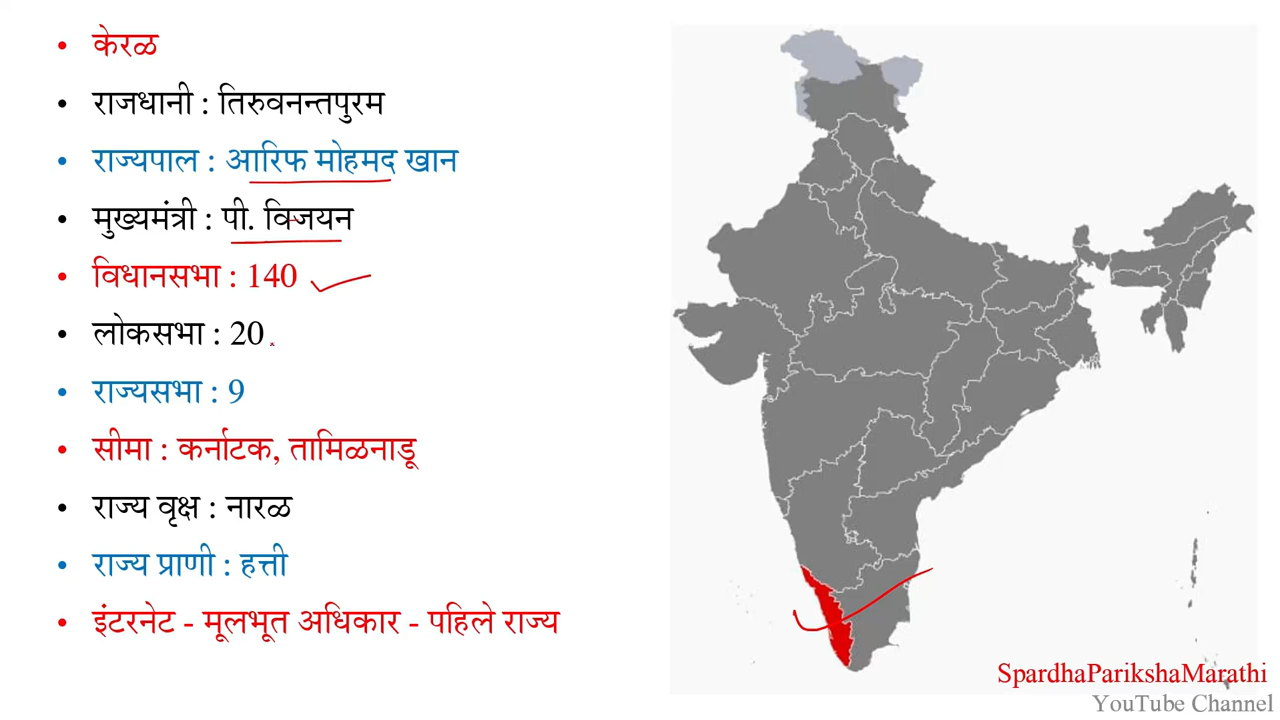 • केरळ
• राजधानी : तिरुवनन्तपुरम
• राज्यपाल : आरिफ मोहमद खान
• मुख्यमंत्री : पी. विजयन
• विधानसभा : 140
• लोकसभा : 20
• राज्यसभा : 9
• सीमा : कर्नाटक, तामिळनाडू
• राज्य वृक्ष : नारळ
• राज्य प्राणी : हत्ती
• इंटरनेट - मूलभूत अधिकार - पहिले राज्य
SpardhaParikshaMarathi
YouTube Channel